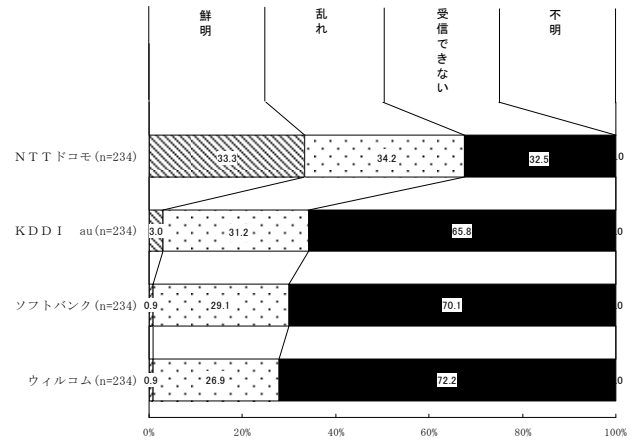 鮮明
乱れ
受信できない
不明
NTTドコモ(n=234) 33.3 34.2 32.5 .0
KDDI au(n=234) 3.0 31.2 65.8 .0
ソフトバンク(n=234) 0.9 29.1 70.1 .0
ウィルコム(n=234) 0.9 26.9 72.2 .0
0% 20% 40% 60% 80% 100%